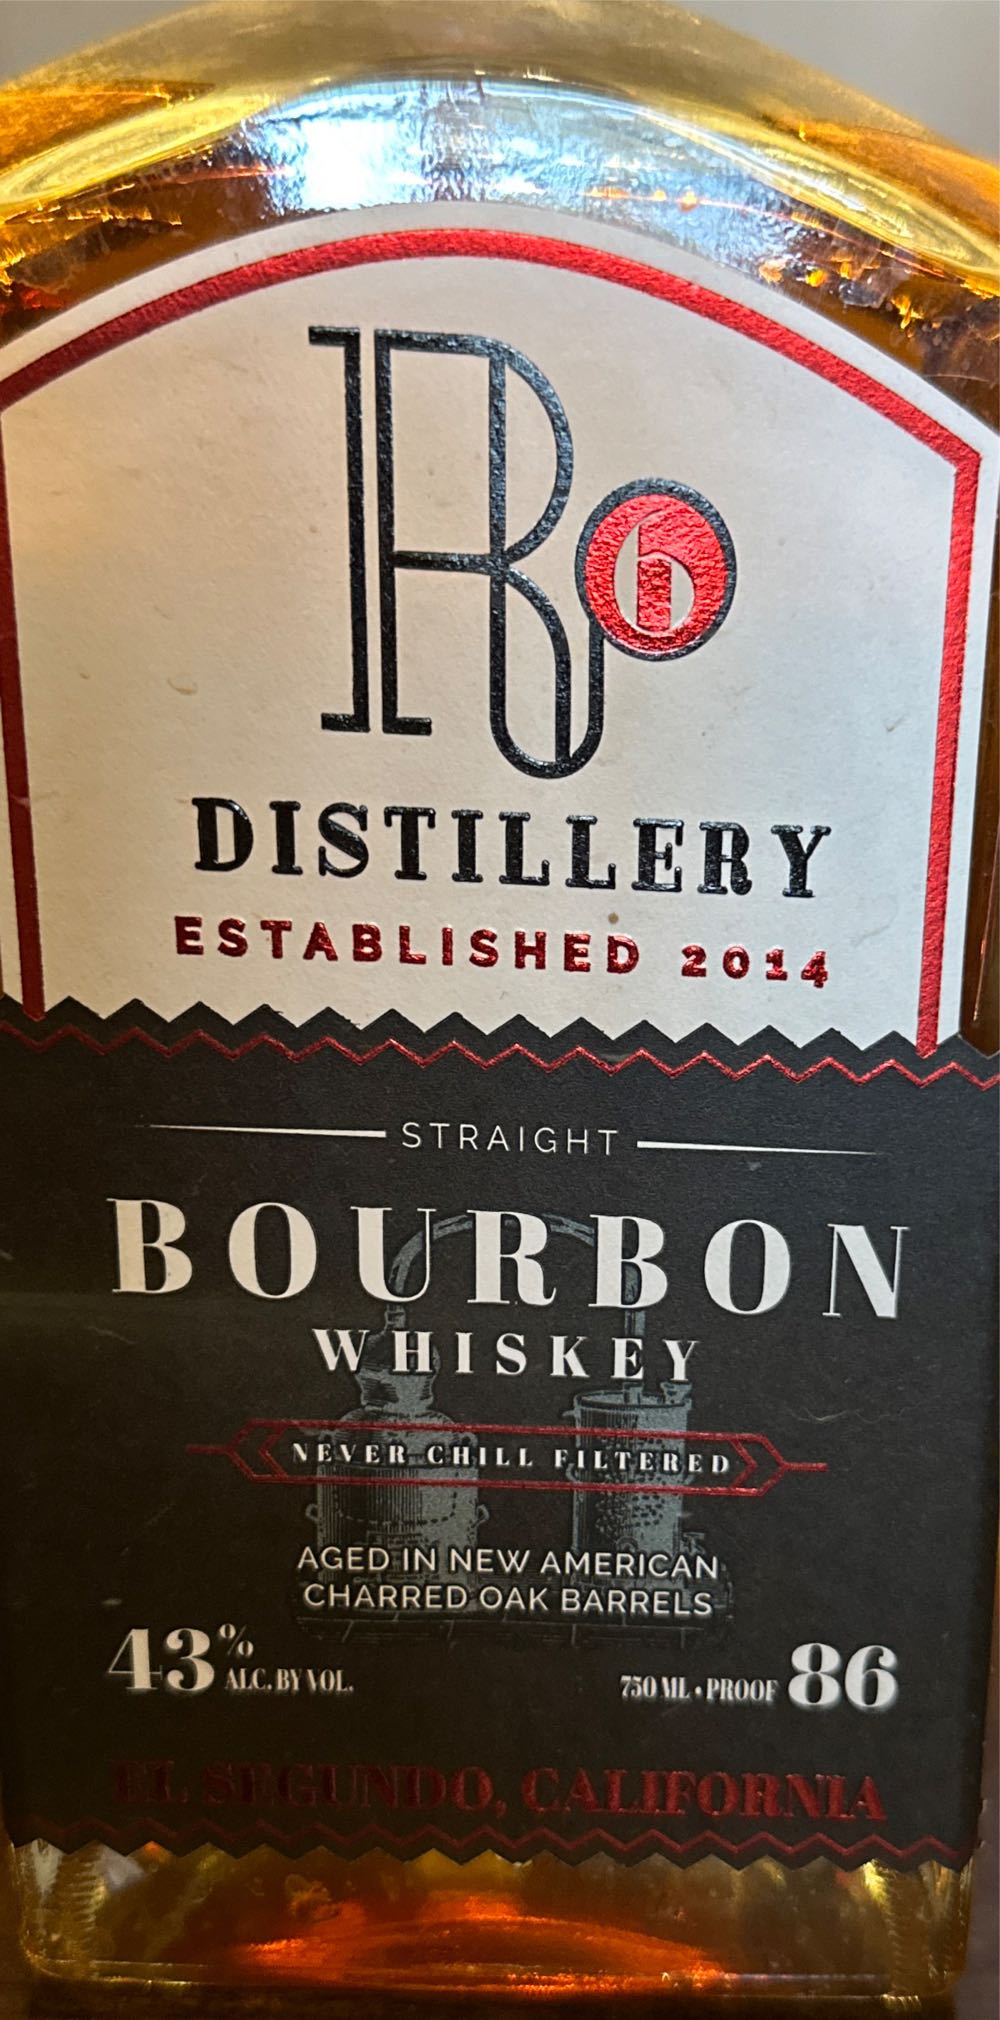 R6
DISTILLERY
ESTABLISHED 2014
STRAIGHT
BOURBON
WHISKEY
NEVER CHILL FILTERED
AGED IN NEW AMERICAN
CHARRED OAK BARRELS
43% ALC. BY VOL. 750 ML • PROOF 86
EL SEGUNDO, CALIFORNIA